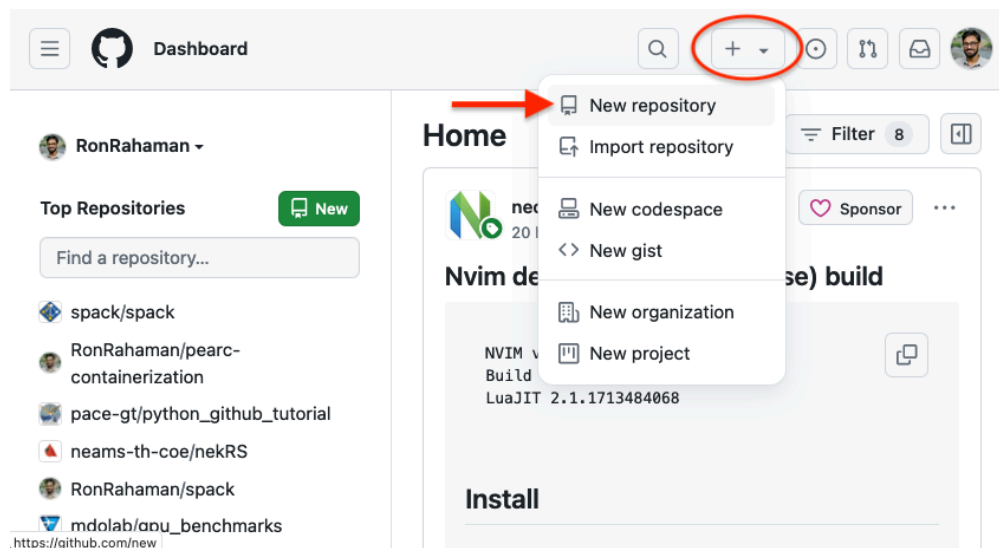 Dashboard
New repository
Import repository
New codespace
New gist
New organization
New project
RonRahaman
Top Repositories
New
Find a repository...
spack/spack
RonRahaman/pearc-
containerization
pace-gt/python_github_tutorial
neams-th-coe/nekRS
RonRahaman/spack
mdolab/gpu_benchmarks
https://github.com/new
Home
Filter 8
Sponsor
20
Nvim de se) build
NVIM
Build
LuaJIT 2.1.1713484068
Install